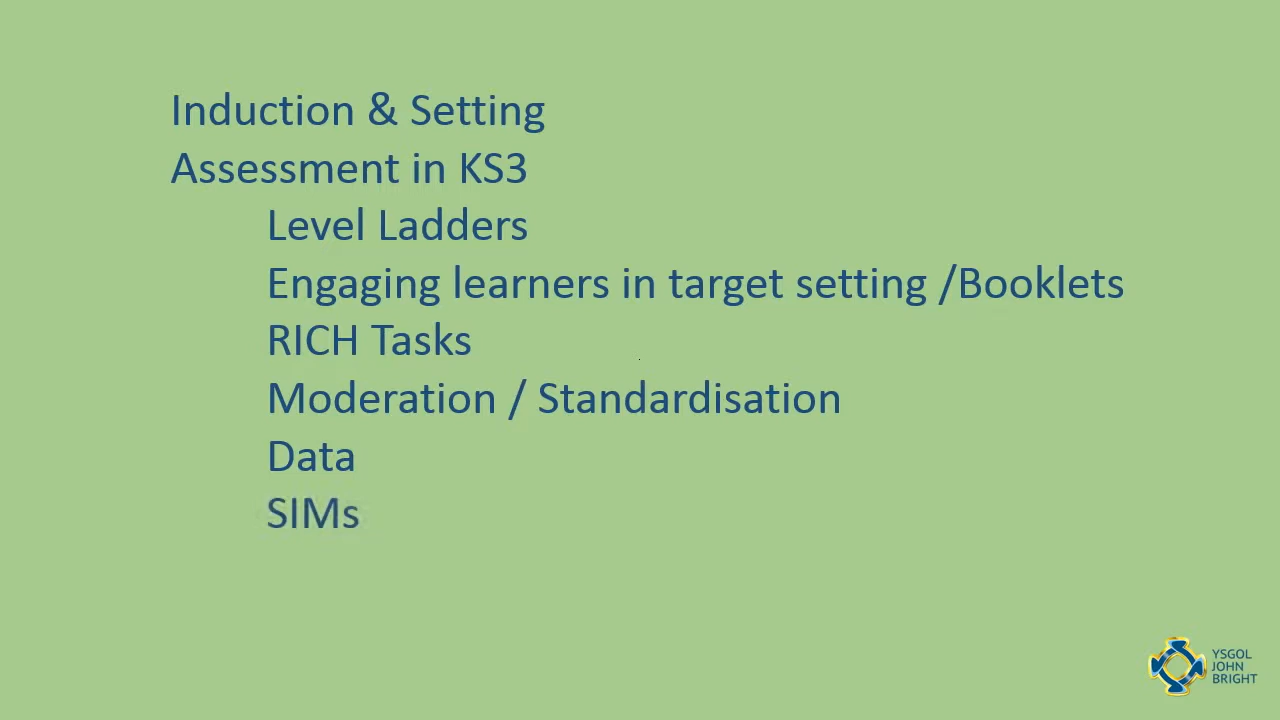 Induction & Setting
Assessment in KS3
Level Ladders
Engaging learners in target setting /Booklets
RICH Tasks
Moderation / Standardisation
Data
SIMs
YSGOL
JOHN
BRIGHT